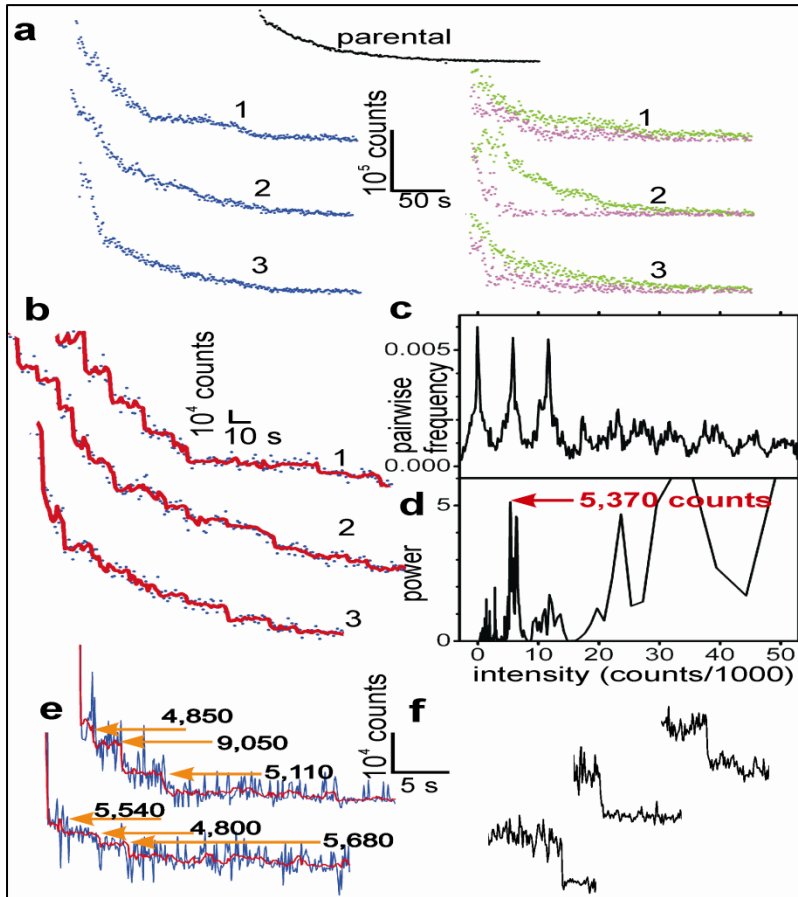 a
parental
1
2
3
10⁵ counts
50 s
1
2
3
b
10⁴ counts
10 s
1
2
3
c
pairwise
frequency
0.005
0.000
d
5,370 counts
power
5
0
0 10 20 30 40 50
intensity (counts/1000)
e
4,850
9,050
5,110
5,540
4,800
5,680
10⁴ counts
5 s
f